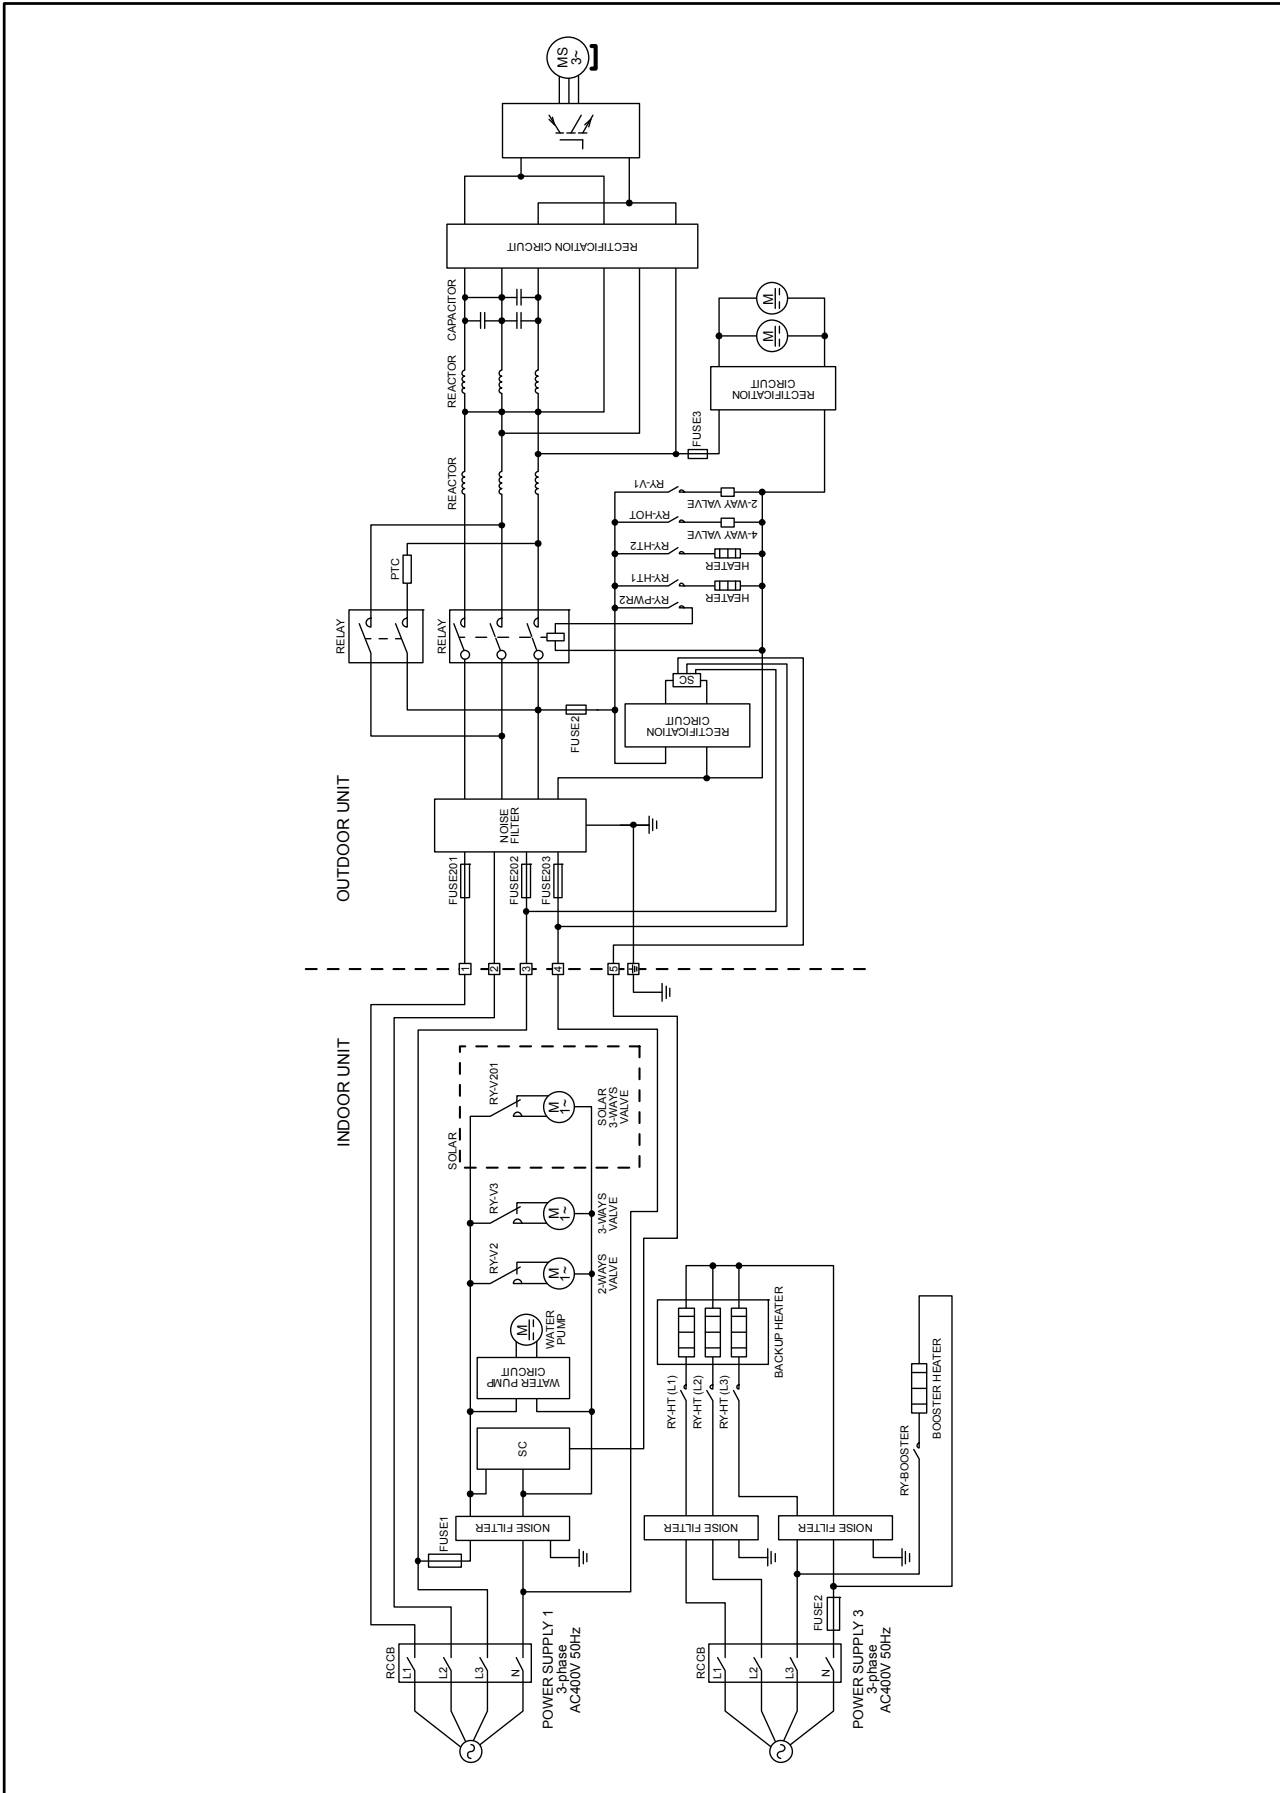 MS
3~
RECTIFICATION CIRCUIT
CAPACITOR
REACTOR
REACTOR
M
M
RECTIFICATION
CIRCUIT
FUSE3
RY-V1
2-WAY VALVE
RY-HOT
4-WAY VALVE
RY-HT2
HEATER
RY-HT1
HEATER
RY-PWR2
PTC
RELAY
RELAY
SC
RECTIFICATION
CIRCUIT
FUSE2
OUTDOOR UNIT
NOISE
FILTER
FUSE201
FUSE202
FUSE203
1
2
3
4
5
INDOOR UNIT
SOLAR
RY-V201
M
1~
SOLAR
3-WAYS
VALVE
RY-V3
M
1~
3-WAYS
VALVE
RY-V2
M
1~
2-WAYS
VALVE
M
WATER
PUMP
WATER PUMP
CIRCUIT
SC
NOISE FILTER
FUSE1
RCCB
L1
L2
L3
N
POWER SUPPLY 1
3-phase
AC400V 50Hz
BACKUP HEATER
RY-HT (L1)
RY-HT (L2)
RY-HT (L3)
BOOSTER HEATER
RY-BOOSTER
NOISE FILTER
NOISE FILTER
FUSE2
RCCB
L1
L2
L3
N
POWER SUPPLY 3
3-phase
AC400V 50Hz